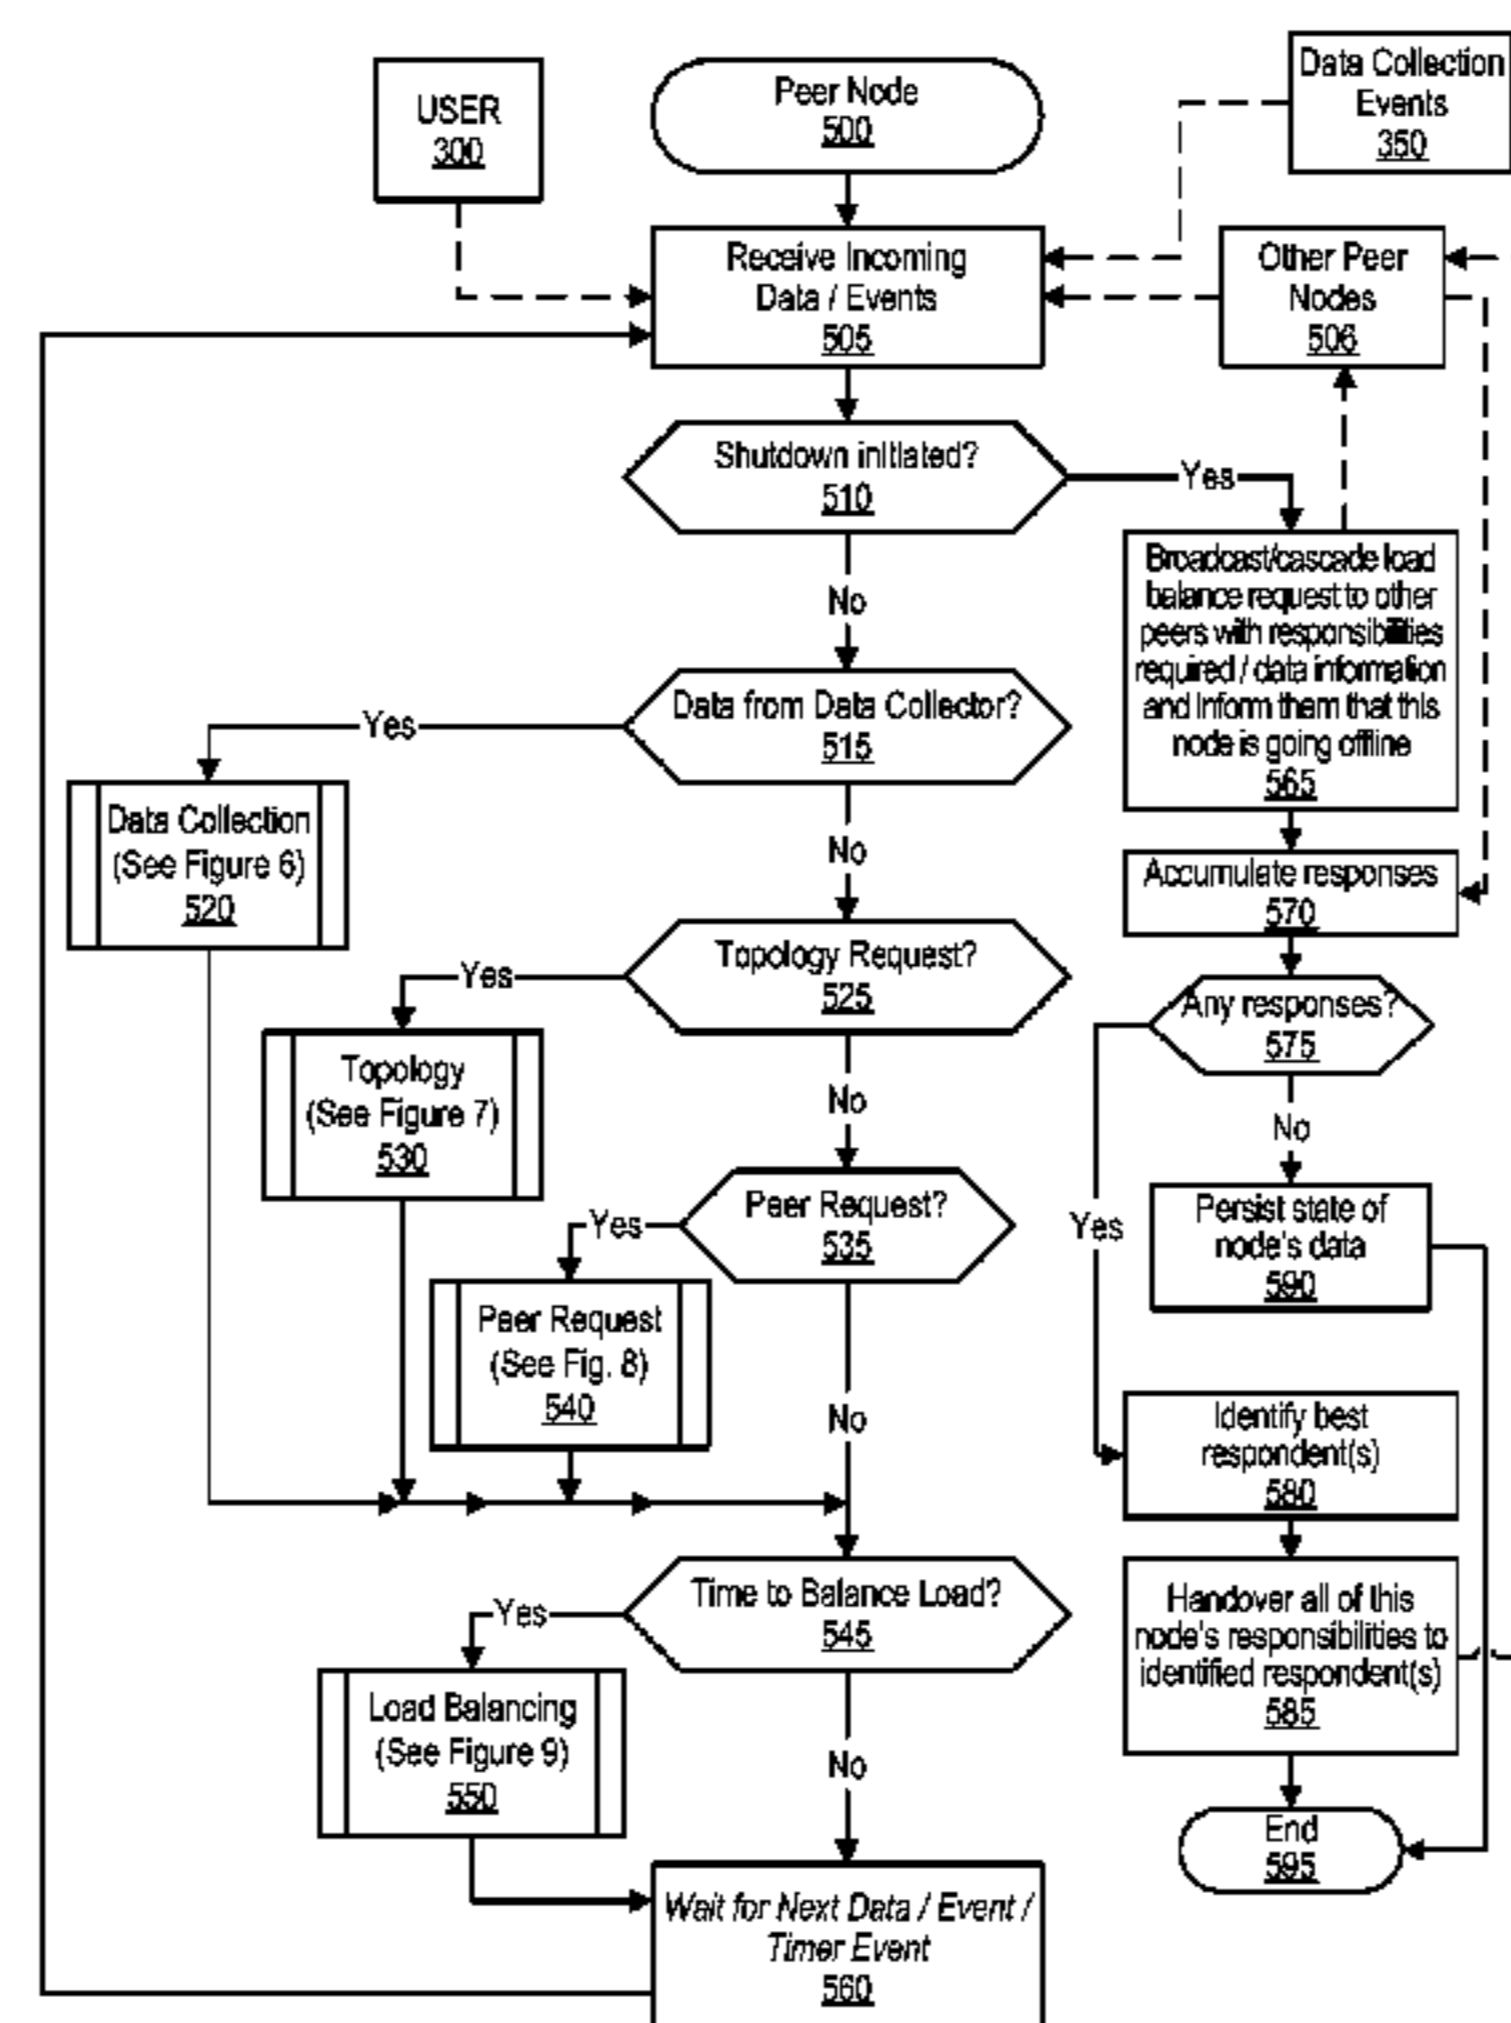 USER
300
Peer Node
500
Data Collection
Events
350
Receive Incoming
Data / Events
505
Other Peer
Nodes
506
Shutdown initiated?
510
Yes
No
Broadcast/cascade load
balance request to other
peers with responsibilities
required / data information
and inform them that this
node is going offline
565
Data from Data Collector?
515
Yes
No
Data Collection
(See Figure 6)
520
Accumulate responses
570
Topology Request?
525
Yes
No
Any responses?
575
Yes
No
Topology
(See Figure 7)
530
Peer Request?
535
Yes
No
Persist state of
node's data
590
Peer Request
(See Fig. 8)
540
Identify best
respondent(s)
580
Time to Balance Load?
545
Yes
No
Handover all of this
node's responsibilities to
identified respondent(s)
585
Load Balancing
(See Figure 9)
550
End
595
Wait for Next Data / Event /
Timer Event
560